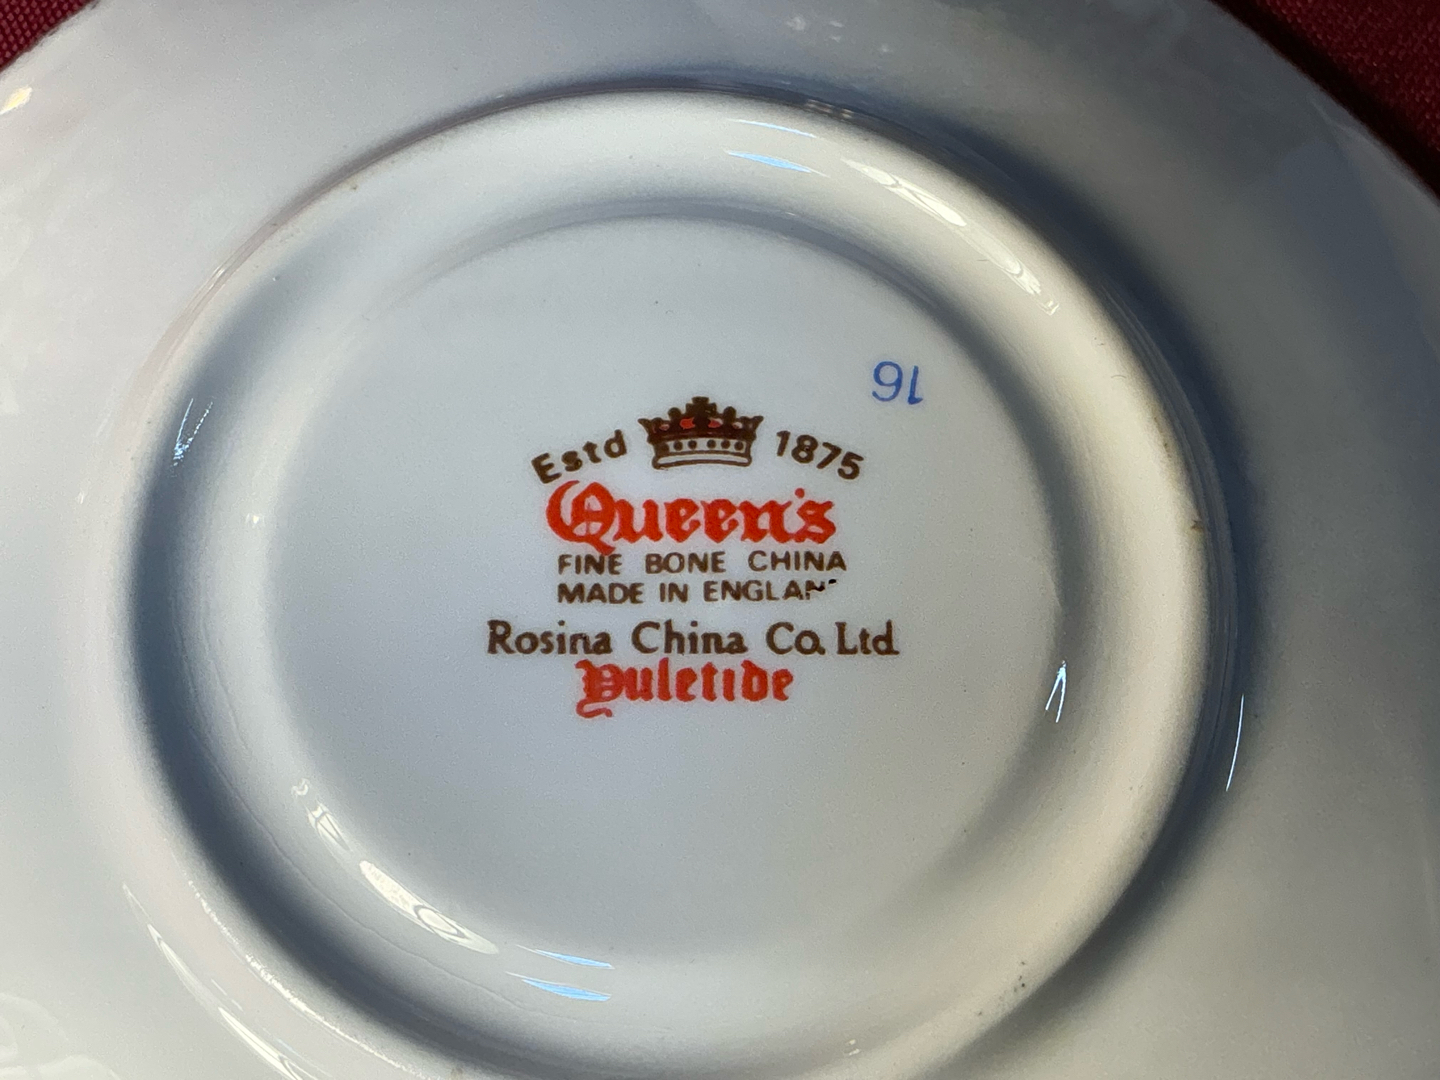 16
Estd 1875
Queen's
FINE BONE CHINA
MADE IN ENGLAN
Rosina China Co. Ltd
Yuletide